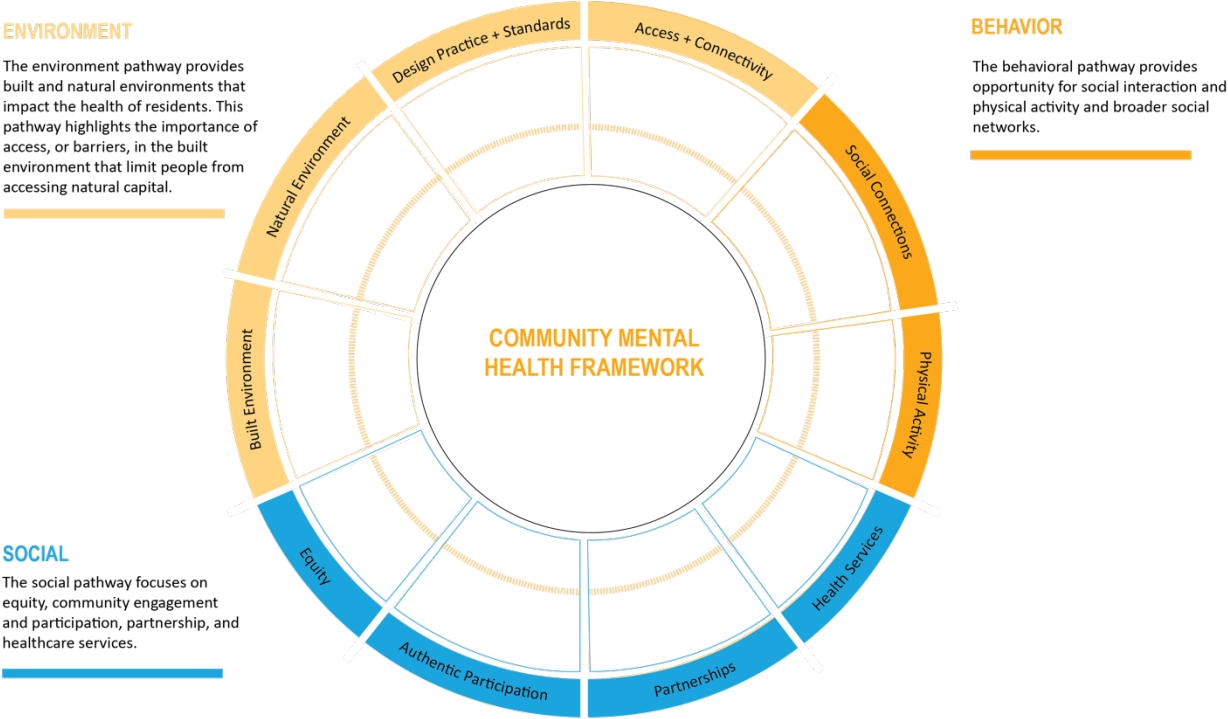 ENVIRONMENT
The environment pathway provides
built and natural environments that
impact the health of residents. This
pathway highlights the importance of
access, or barriers, in the built
environment that limit people from
accessing natural capital.
BEHAVIOR
The behavioral pathway provides
opportunity for social interaction and
physical activity and broader social
networks.
Design Practice + Standards
Access + Connectivity
Natural Environment
Social Connections
Built Environment
Physical Activity
COMMUNITY MENTAL
HEALTH FRAMEWORK
Equity
Health Services
Authentic Participation
Partnerships
SOCIAL
The social pathway focuses on
equity, community engagement
and participation, partnership, and
healthcare services.